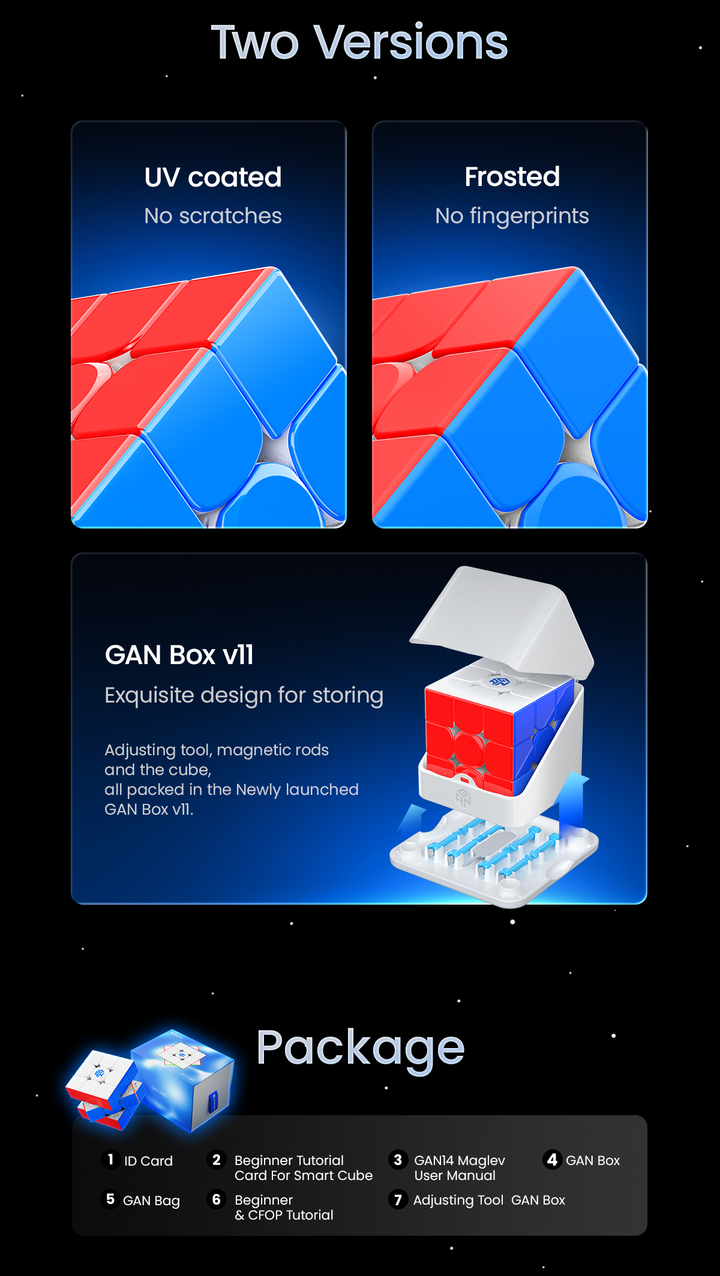 Two Versions
UV coated
No scratches
Frosted
No fingerprints
GAN Box v11
Exquisite design for storing
Adjusting tool, magnetic rods
and the cube,
all packed in the Newly launched
GAN Box v11.
Package
1 ID Card
2 Beginner Tutorial
Card For Smart Cube
3 GAN14 Maglev
User Manual
4 GAN Box
5 GAN Bag
6 Beginner
& CFOP Tutorial
7 Adjusting Tool GAN Box